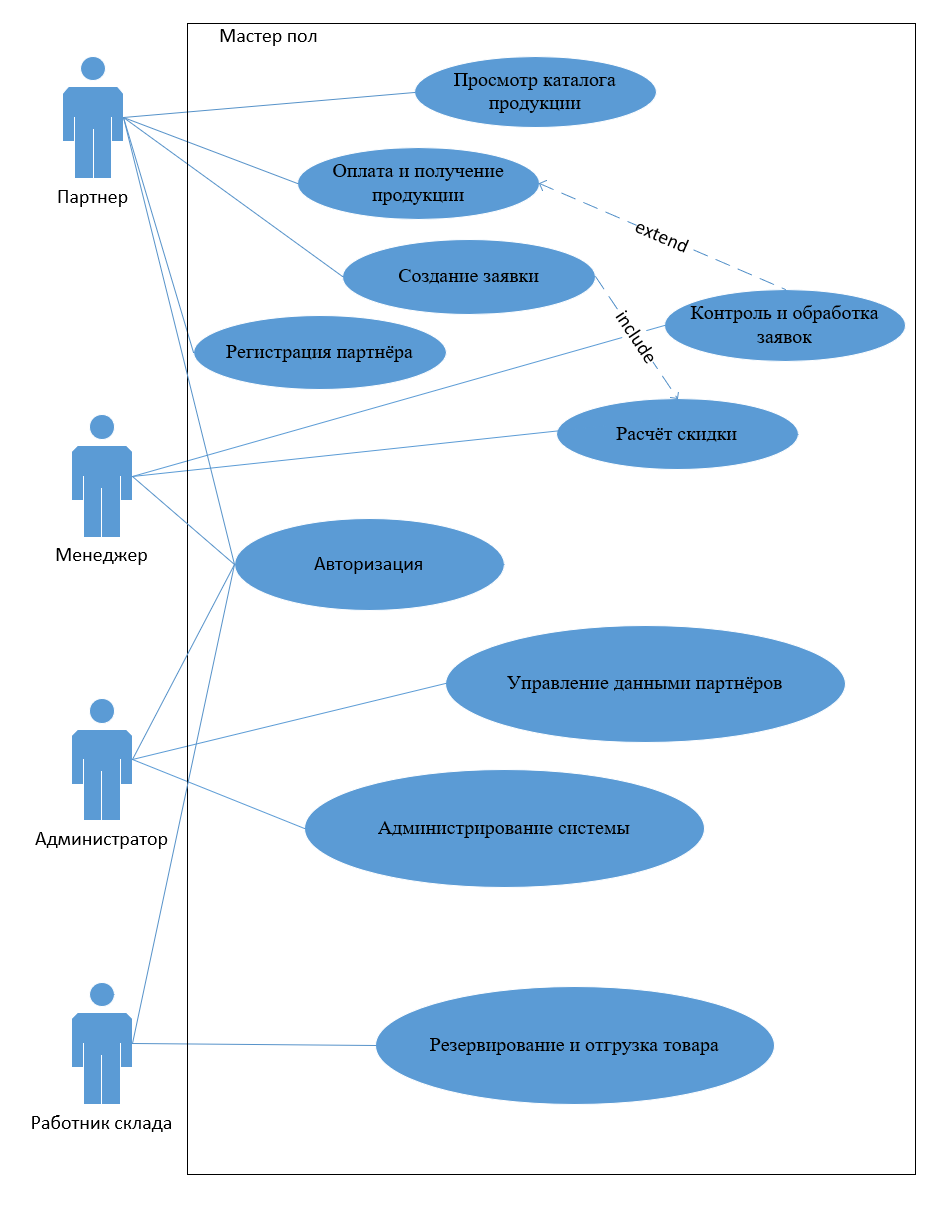 Мастер пол
Просмотр каталога
продукции
Партнер
Оплата и получение
продукции
extend
Создание заявки
Контроль и обработка
заявок
include
Регистрация партнёра
Расчёт скидки
Менеджер
Авторизация
Управление данными партнёров
Администратор
Администрирование системы
Резервирование и отгрузка товара
Работник склада